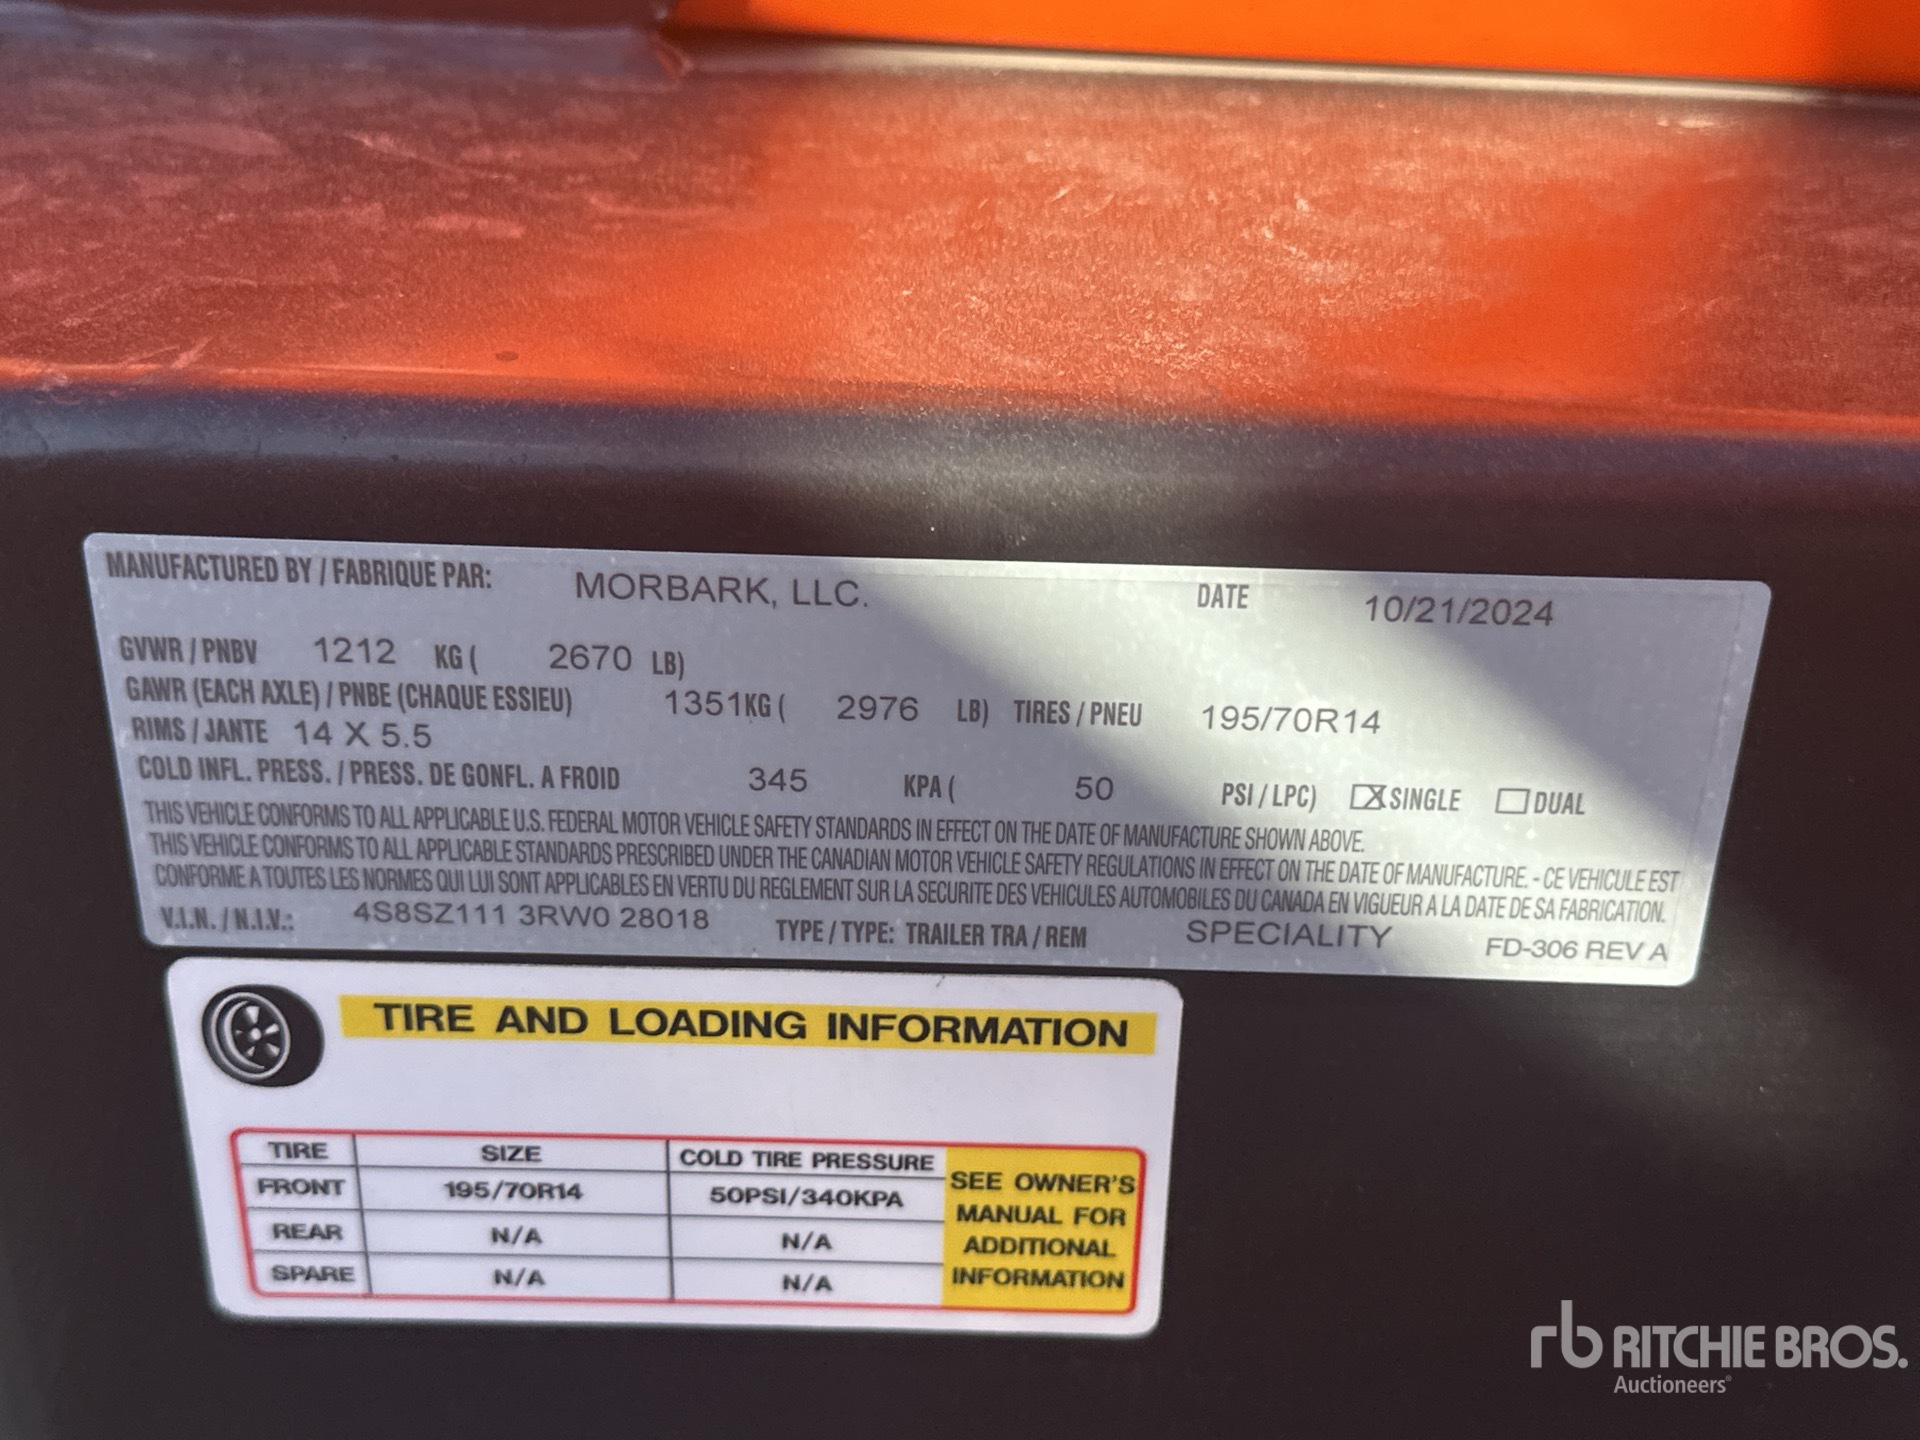 MANUFACTURED BY / FABRIQUE PAR: MORBARK, LLC. DATE 10/21/2024
GVWR / PNBV 1212 KG ( 2670 LB)
GAWR (EACH AXLE) / PNBE (CHAQUE ESSIEU) 1351KG ( 2976 LB) TIRES / PNEU 195/70R14
RIMS / JANTE 14 X 5.5
COLD INFL. PRESS. / PRESS. DE GONFL. A FROID 345 KPA ( 50 PSI / LPC) ☒ SINGLE ☐ DUAL
THIS VEHICLE CONFORMS TO ALL APPLICABLE U.S. FEDERAL MOTOR VEHICLE SAFETY STANDARDS IN EFFECT ON THE DATE OF MANUFACTURE SHOWN ABOVE.
THIS VEHICLE CONFORMS TO ALL APPLICABLE STANDARDS PRESCRIBED UNDER THE CANADIAN MOTOR VEHICLE SAFETY REGULATIONS IN EFFECT ON THE DATE OF MANUFACTURE. - CE VEHICULE EST
CONFORME A TOUTES LES NORMES QUI LUI SONT APPLICABLES EN VERTU DU REGLEMENT SUR LA SECURITE DES VEHICULES AUTOMOBILES DU CANADA EN VIGUEUR A LA DATE DE SA FABRICATION.
V.I.N. / N.I.V.: 4S8SZ111 3RW0 28018 TYPE / TYPE: TRAILER TRA / REM SPECIALITY FD-306 REV A
TIRE AND LOADING INFORMATION
TIRE SIZE COLD TIRE PRESSURE
FRONT 195/70R14 50PSI/340KPA
REAR N/A N/A
SPARE N/A N/A
SEE OWNER'S
MANUAL FOR
ADDITIONAL
INFORMATION
rb RITCHIE BROS.
Auctioneers